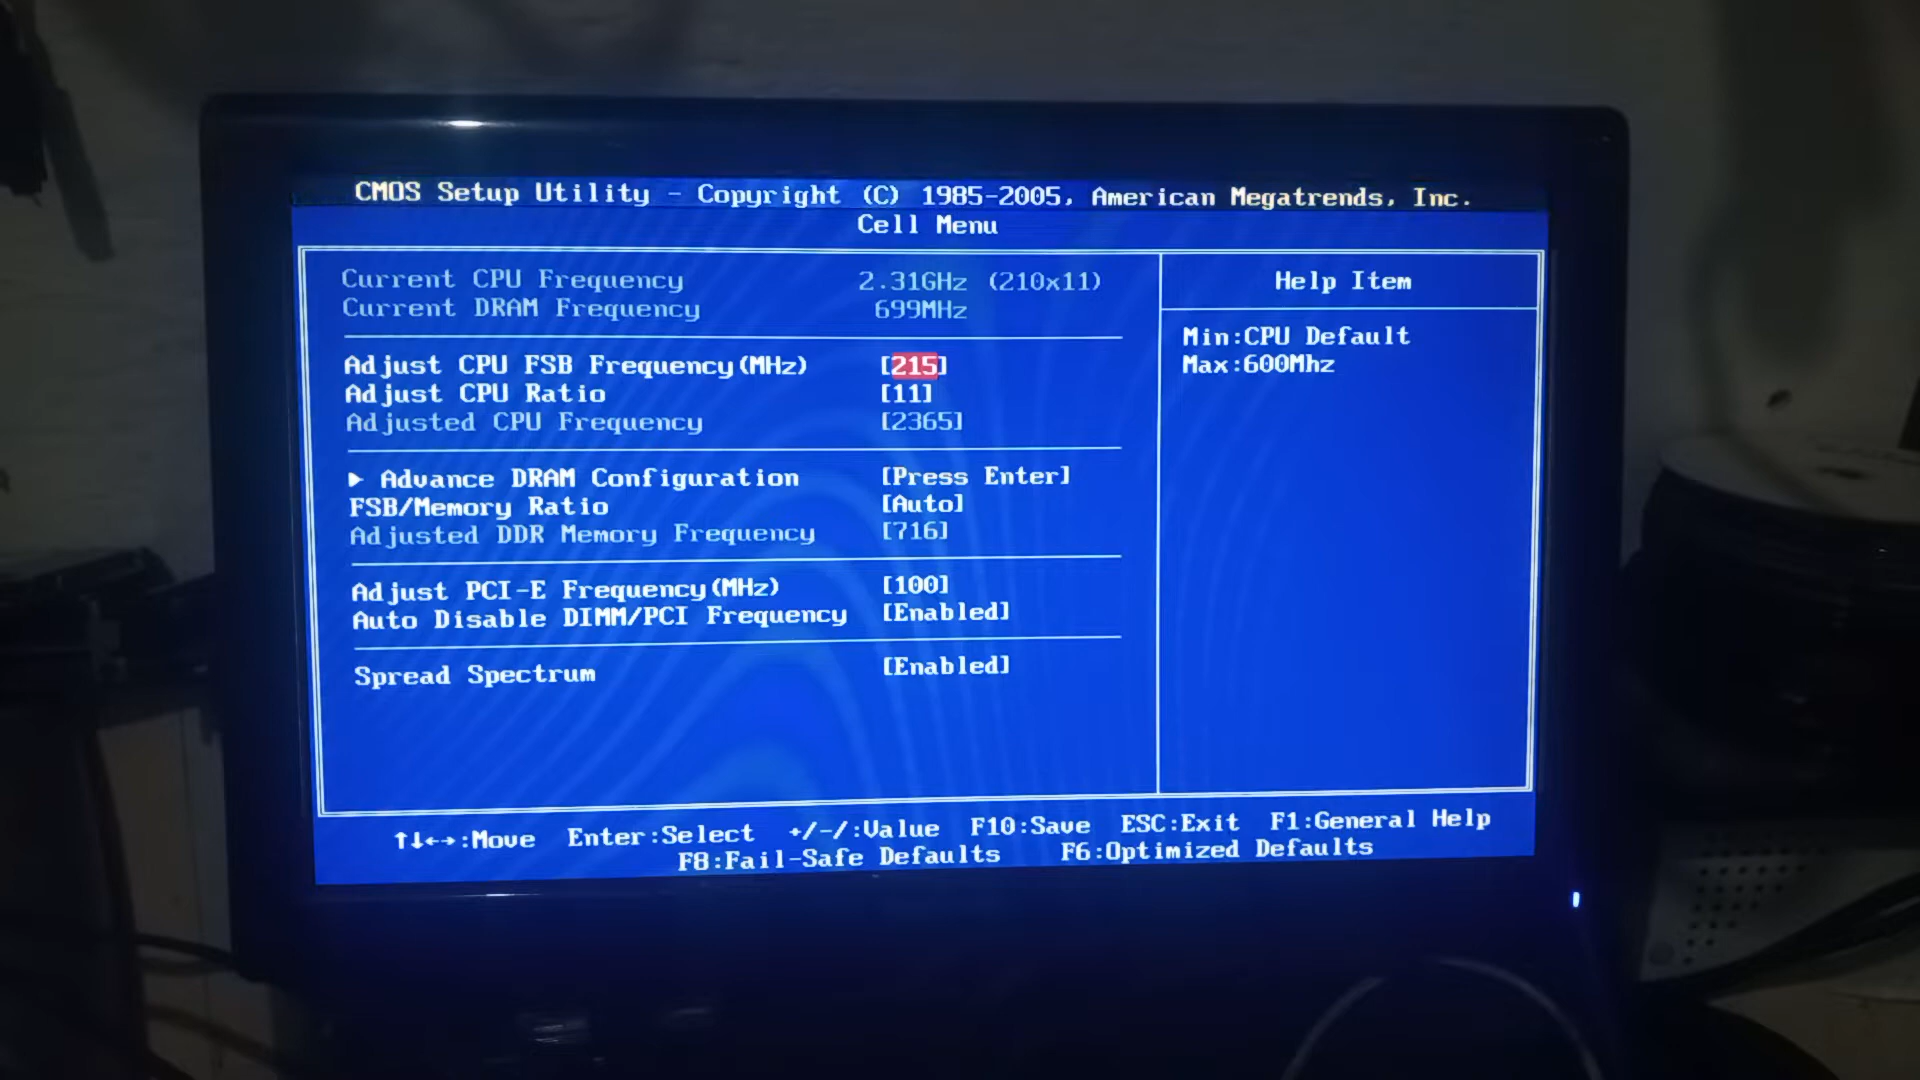 CMOS Setup Utility - Copyright (C) 1985-2005, American Megatrends, Inc.
Cell Menu
Current CPU Frequency 2.31GHz (210x11)
Current DRAM Frequency 699MHz
Adjust CPU FSB Frequency(MHz) [215]
Adjust CPU Ratio [11]
Adjusted CPU Frequency [2365]
► Advance DRAM Configuration [Press Enter]
FSB/Memory Ratio [Auto]
Adjusted DDR Memory Frequency [716]
Adjust PCI-E Frequency(MHz) [100]
Auto Disable DIMM/PCI Frequency [Enabled]
Spread Spectrum [Enabled]
Help Item
Min:CPU Default
Max:600Mhz
↑↓←→:Move Enter:Select +/-/:Value F10:Save ESC:Exit F1:General Help
F8:Fail-Safe Defaults F6:Optimized Defaults